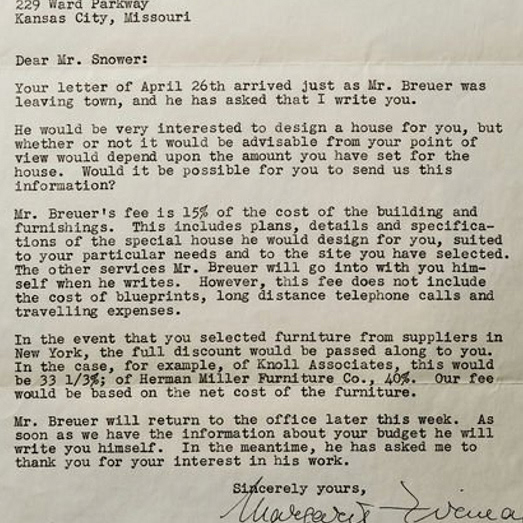 229 Ward Parkway
Kansas City, Missouri
Dear Mr. Snower:
Your letter of April 26th arrived just as Mr. Breuer was
leaving town, and he has asked that I write you.
He would be very interested to design a house for you, but
whether or not it would be advisable from your point of
view would depend upon the amount you have set for the
house. Would it be possible for you to send us this
information?
Mr. Breuer's fee is 15% of the cost of the building and
furnishings. This includes plans, details and specifica-
tions of the special house he would design for you, suited
to your particular needs and to the site you have selected.
The other services Mr. Breuer will go into with you him-
self when he writes. However, this fee does not include
the cost of blueprints, long distance telephone calls and
travelling expenses.
In the event that you selected furniture from suppliers in
New York, the full discount would be passed along to you.
In the case, for example, of Knoll Associates, this would
be 33 1/3%; of Herman Miller Furniture Co., 40%. Our fee
would be based on the net cost of the furniture.
Mr. Breuer will return to the office later this week. As
soon as we have the information about your budget he will
write you himself. In the meantime, he has asked me to
thank you for your interest in his work.
Sincerely yours,